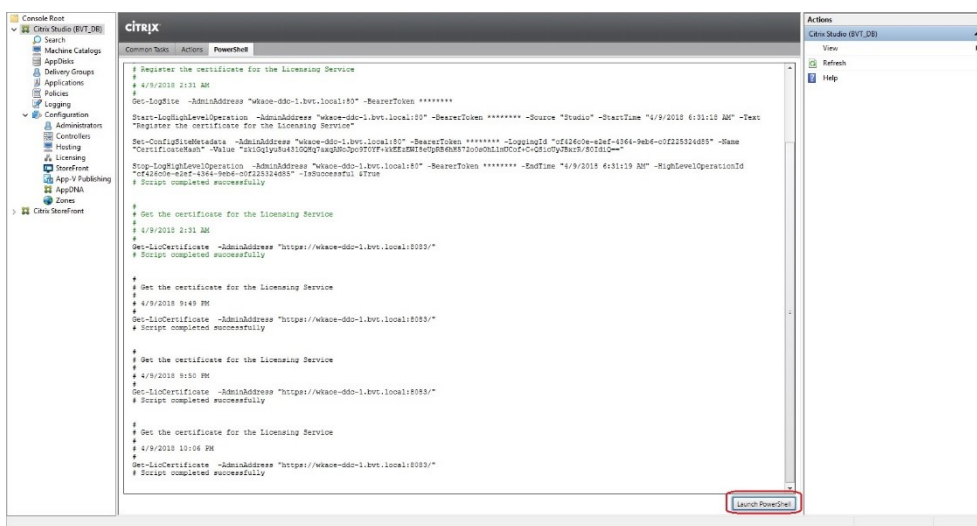 Console Root
Citrix Studio (BVT_DB)
Search
Machine Catalogs
AppDisks
Delivery Groups
Applications
Policies
Logging
Configuration
Administrators
Controllers
Hosting
Licensing
StoreFront
App-V Publishing
AppDNA
Zones
Citrix StoreFront
CITRIX
Common Tasks Actions PowerShell
# Register the certificate for the Licensing Service
#
# 4/9/2018 2:31 AM
#
Get-LogSite -AdminAddress "wkace-ddc-1.bvt.local:80" -BearerToken ********
Start-LogHighLevelOperation -AdminAddress "wkace-ddc-1.bvt.local:80" -BearerToken ******** -Source "Studio" -StartTime "4/9/2018 6:31:18 AM" -Text
"Register the certificate for the Licensing Service"
Set-ConfigSiteMetadata -AdminAddress "wkace-ddc-1.bvt.local:80" -BearerToken ******** -LoggingId "cf426c0e-e2ef-4364-9eb6-c0f225324d85" -Name
"CertificateHash" -Value
Stop-LogHighLevelOperation -AdminAddress "wkace-ddc-1.bvt.local:80" -BearerToken ******** -EndTime "4/9/2018 6:31:19 AM" -HighLevelOperationId
"cf426c0e-e2ef-4364-9eb6-c0f225324d85" -IsSuccessful $True
# Script completed successfully
#
# Get the certificate for the Licensing Service
#
# 4/9/2018 2:31 AM
#
Get-LicCertificate -AdminAddress "https://wkace-ddc-1.bvt.local:8083/"
# Script completed successfully
#
# Get the certificate for the Licensing Service
#
# 4/9/2018 9:49 PM
#
Get-LicCertificate -AdminAddress "https://wkace-ddc-1.bvt.local:8083/"
# Script completed successfully
#
# Get the certificate for the Licensing Service
#
# 4/9/2018 9:50 PM
#
Get-LicCertificate -AdminAddress "https://wkace-ddc-1.bvt.local:8083/"
# Script completed successfully
#
# Get the certificate for the Licensing Service
#
# 4/9/2018 10:06 PM
#
Get-LicCertificate -AdminAddress "https://wkace-ddc-1.bvt.local:8083/"
# Script completed successfully
Launch PowerShell
Actions
Citrix Studio (BVT_DB)
View
Refresh
Help